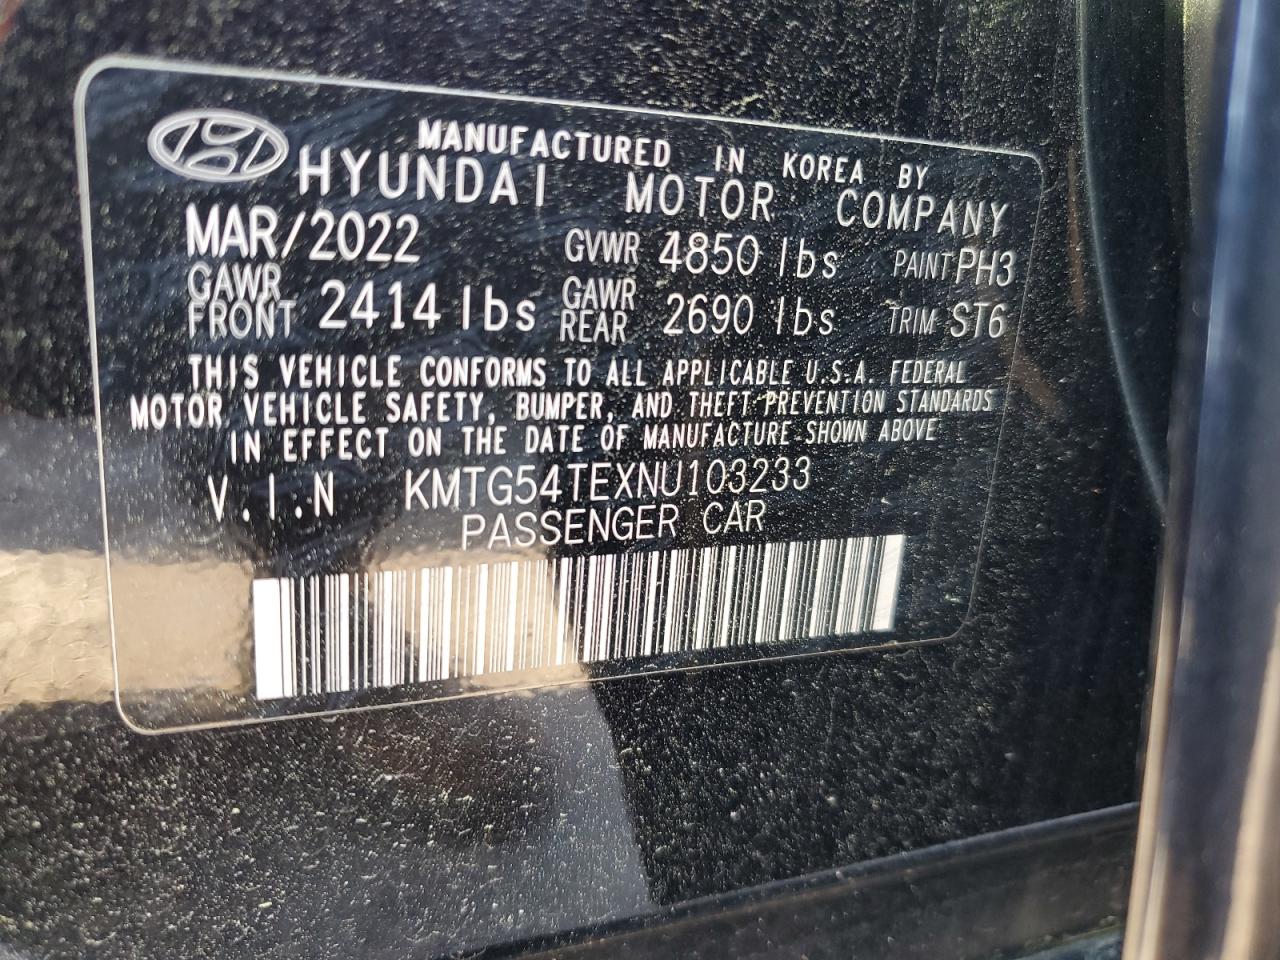 MANUFACTURED IN KOREA BY
HYUNDAI MOTOR COMPANY
MAR/2022 GVWR 4850 lbs PAINT PH3
GAWR FRONT 2414 lbs GAWR REAR 2690 lbs TRIM ST6
THIS VEHICLE CONFORMS TO ALL APPLICABLE U.S.A. FEDERAL
MOTOR VEHICLE SAFETY, BUMPER, AND THEFT PREVENTION STANDARDS
IN EFFECT ON THE DATE OF MANUFACTURE SHOWN ABOVE
V.I.N KMTG54TEXNU103233
PASSENGER CAR